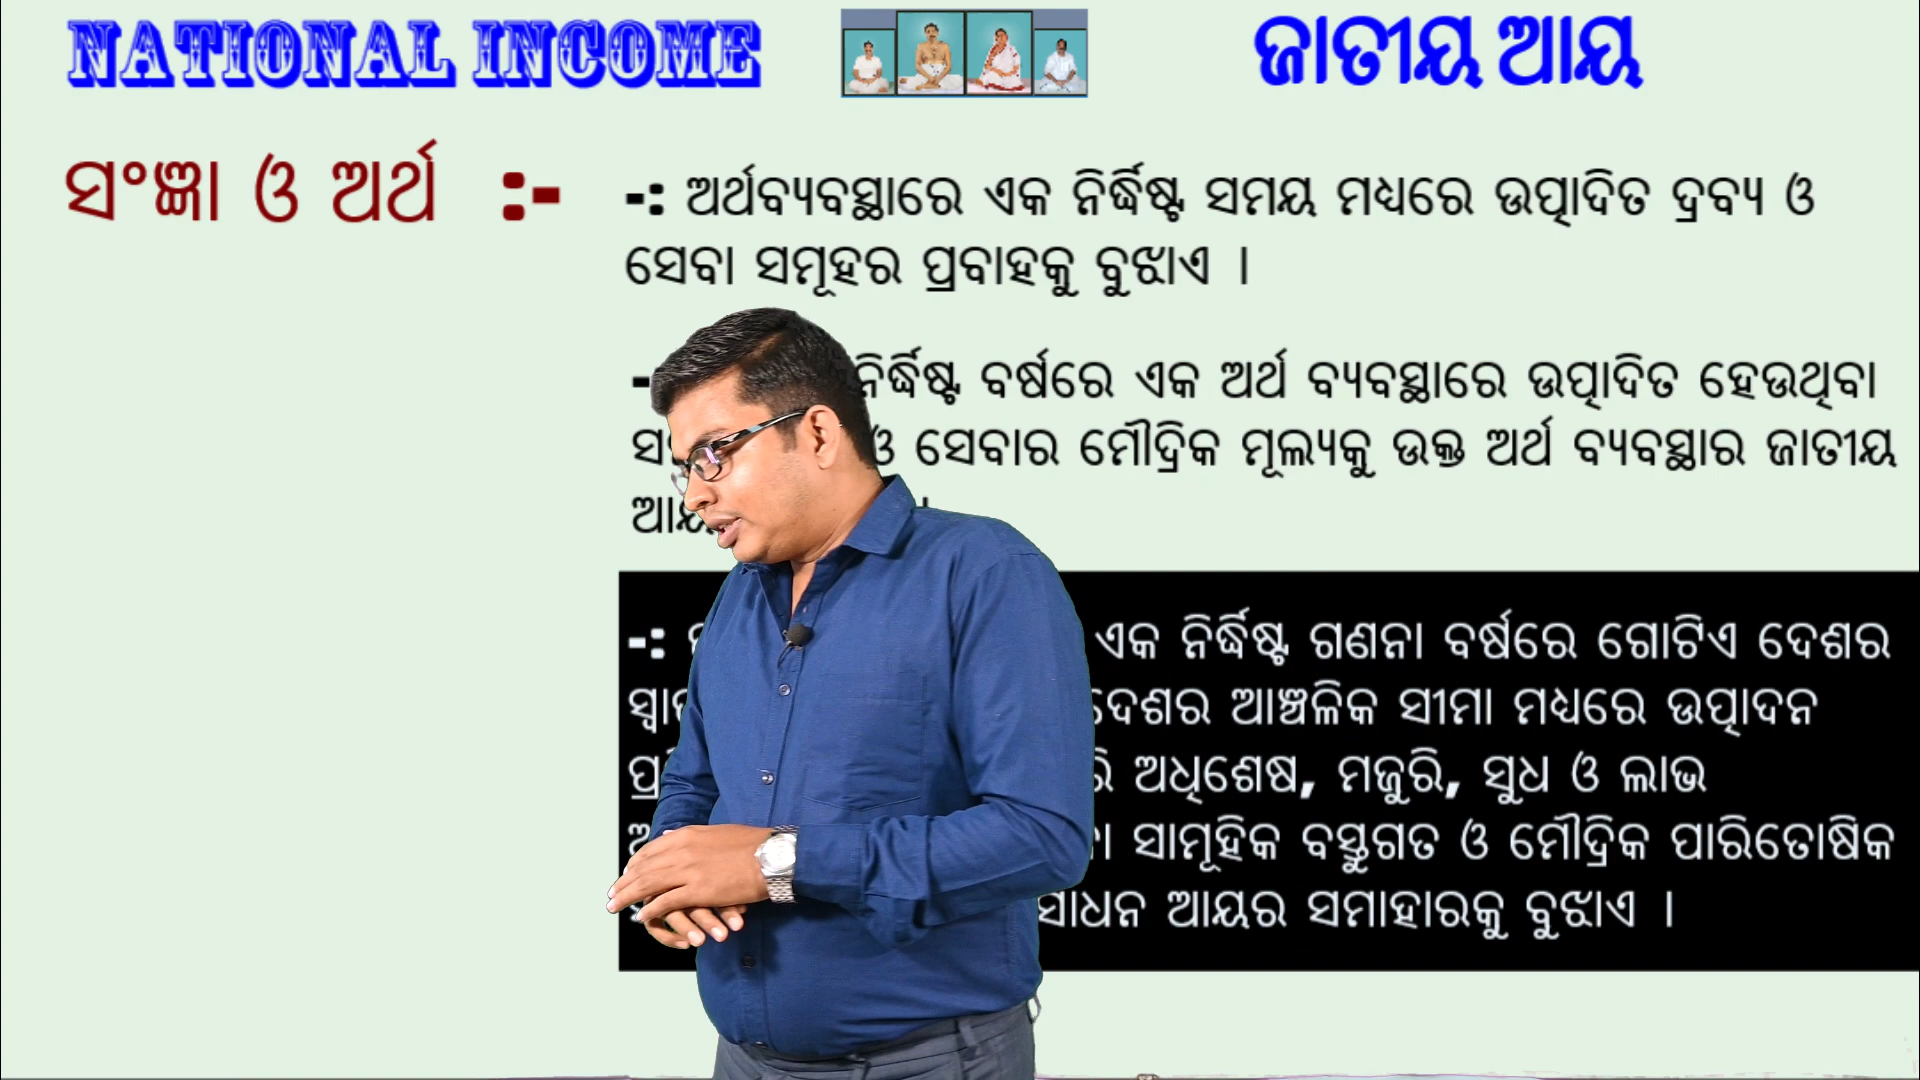 NATIONAL INCOME
ଜାତୀୟ ଆୟ
ସଂଜ୍ଞା ଓ ଅର୍ଥ :-
-: ଅର୍ଥବ୍ୟବସ୍ଥାରେ ଏକ ନିର୍ଦ୍ଧିଷ୍ଟ ସମୟ ମଧ୍ୟରେ ଉତ୍ପାଦିତ ଦ୍ରବ୍ୟ ଓ
ସେବା ସମୂହର ପ୍ରବାହକୁ ବୁଝାଏ ।
ନିର୍ଦ୍ଧିଷ୍ଟ ବର୍ଷରେ ଏକ ଅର୍ଥ ବ୍ୟବସ୍ଥାରେ ଉତ୍ପାଦିତ ହେଉଥିବା
ଓ ସେବାର ମୌଦ୍ରିକ ମୂଲ୍ୟକୁ ଉକ୍ତ ଅର୍ଥ ବ୍ୟବସ୍ଥାର ଜାତୀୟ
-: ଏକ ନିର୍ଦ୍ଧିଷ୍ଟ ଗଣନା ବର୍ଷରେ ଗୋଟିଏ ଦେଶର
ଦେଶର ଆଞ୍ଚଳିକ ସୀମା ମଧ୍ୟରେ ଉତ୍ପାଦନ
ଅଧିଶେଷ, ମଜୁରି, ସୁଧ ଓ ଲାଭ
ସାମୂହିକ ବସ୍ତୁଗତ ଓ ମୌଦ୍ରିକ ପାରିତୋଷିକ
ସାଧନ ଆୟର ସମାହାରକୁ ବୁଝାଏ ।